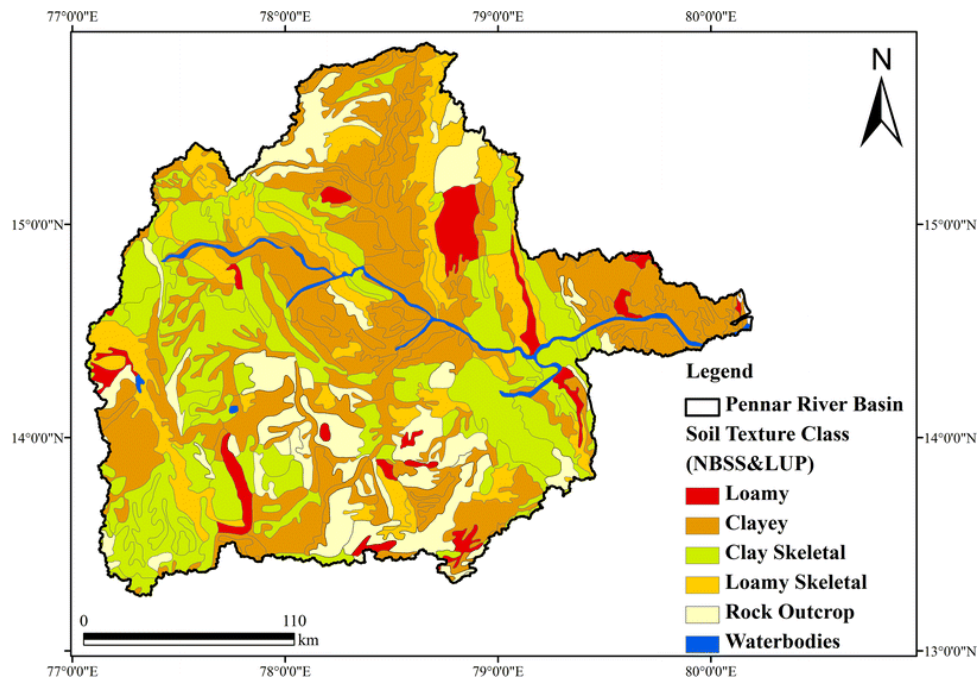 77°0'0"E 78°0'0"E 79°0'0"E 80°0'0"E
N
15°0'0"N 15°0'0"N
14°0'0"N 14°0'0"N
13°0'0"N
Legend
Pennar River Basin
Soil Texture Class
(NBSS&LUP)
Loamy
Clayey
Clay Skeletal
Loamy Skeletal
Rock Outcrop
Waterbodies
0 110
km
77°0'0"E 78°0'0"E 79°0'0"E 80°0'0"E